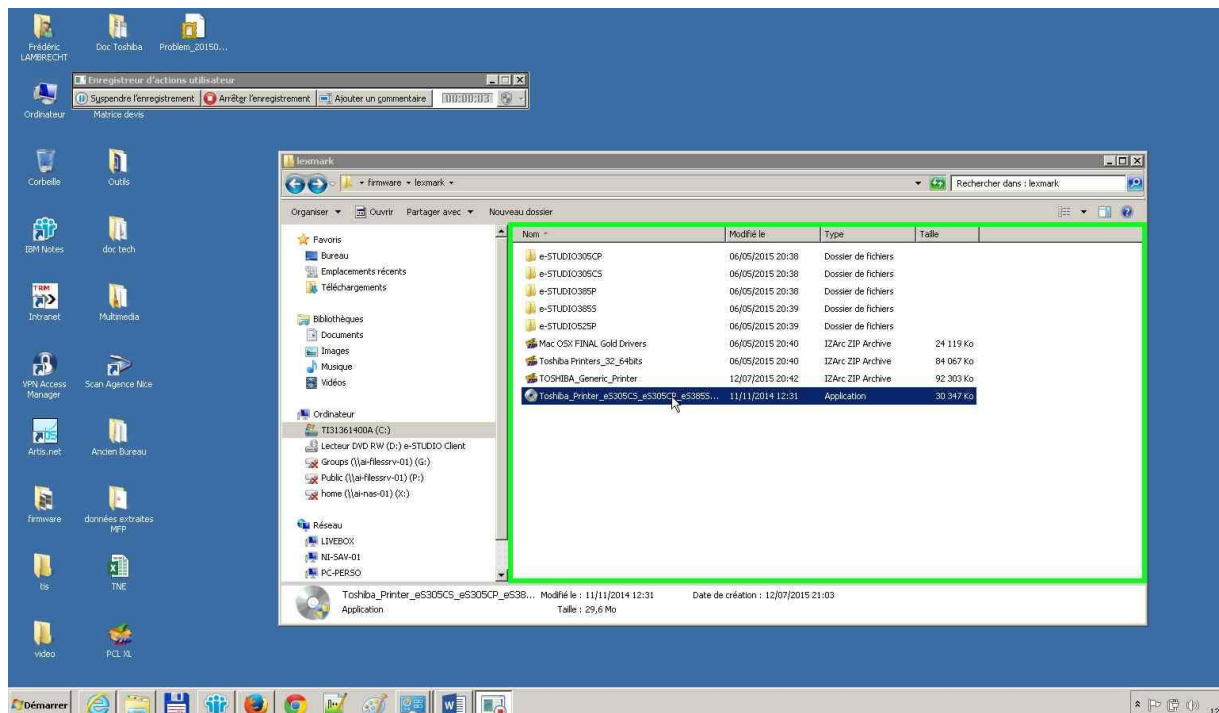 Frédéric LAMBRECHT
Doc Toshiba
Problem_20150...
Enregistreur d'actions utilisateur
Suspendre l'enregistrement
Arrêter l'enregistrement
Ajouter un commentaire
00:00:03
Ordinateur
Matrice devis
Corbeille
Outils
IBM Notes
doc tech
TRM
Intranet
Multimedia
VPN Access Manager
Scan Agence Nice
Artis.net
Ancien Bureau
firmware
données extraites MFP
tis
TNE
video
PCL XL
lexmark
firmware
lexmark
Rechercher dans : lexmark
Organiser
Ouvrir
Partager avec
Nouveau dossier
Favoris
Bureau
Emplacements récents
Téléchargements
Bibliothèques
Documents
Images
Musique
Vidéos
Ordinateur
TI31361400A (C:)
Lecteur DVD RW (D:) e-STUDIO Client
Groups (\\ai-filessrv-01) (G:)
Public (\\ai-filessrv-01) (P:)
home (\\ai-nas-01) (X:)
Réseau
LIVEBOX
NI-SAV-01
PC-PERSO
Nom Modifié le Type Taille
e-STUDIO305CP 06/05/2015 20:38 Dossier de fichiers
e-STUDIO305CS 06/05/2015 20:38 Dossier de fichiers
e-STUDIO385P 06/05/2015 20:38 Dossier de fichiers
e-STUDIO385S 06/05/2015 20:39 Dossier de fichiers
e-STUDIO525P 06/05/2015 20:39 Dossier de fichiers
Mac OSX FINAL Gold Drivers 06/05/2015 20:40 IZArc ZIP Archive 24 119 Ko
Toshiba Printers_32_64bits 06/05/2015 20:40 IZArc ZIP Archive 84 067 Ko
TOSHIBA_Generic_Printer 12/07/2015 20:42 IZArc ZIP Archive 92 303 Ko
Toshiba_Printer_eS305CS_eS305CP_eS385S... 11/11/2014 12:31 Application 30 347 Ko
Toshiba_Printer_eS305CS_eS305CP_eS38... Modifié le : 11/11/2014 12:31 Date de création : 12/07/2015 21:03
Application Taille : 29,6 Mo
Démarrer
12